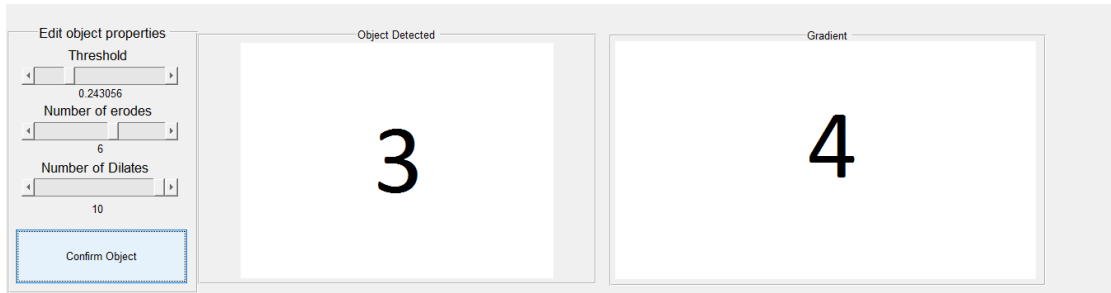 Edit object properties
Threshold
0.243056
Number of erodes
6
Number of Dilates
10
Confirm Object
Object Detected
3
Gradient
4